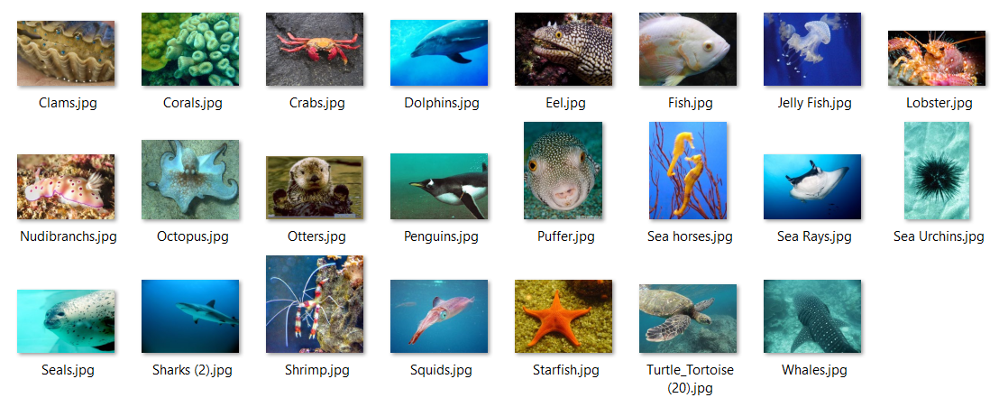 Clams.jpg
Corals.jpg
Crabs.jpg
Dolphins.jpg
Eel.jpg
Fish.jpg
Jelly Fish.jpg
Lobster.jpg
Nudibranchs.jpg
Octopus.jpg
Otters.jpg
Penguins.jpg
Puffer.jpg
Sea horses.jpg
Sea Rays.jpg
Sea Urchins.jpg
Seals.jpg
Sharks (2).jpg
Shrimp.jpg
Squids.jpg
Starfish.jpg
Turtle_Tortoise
(20).jpg
Whales.jpg